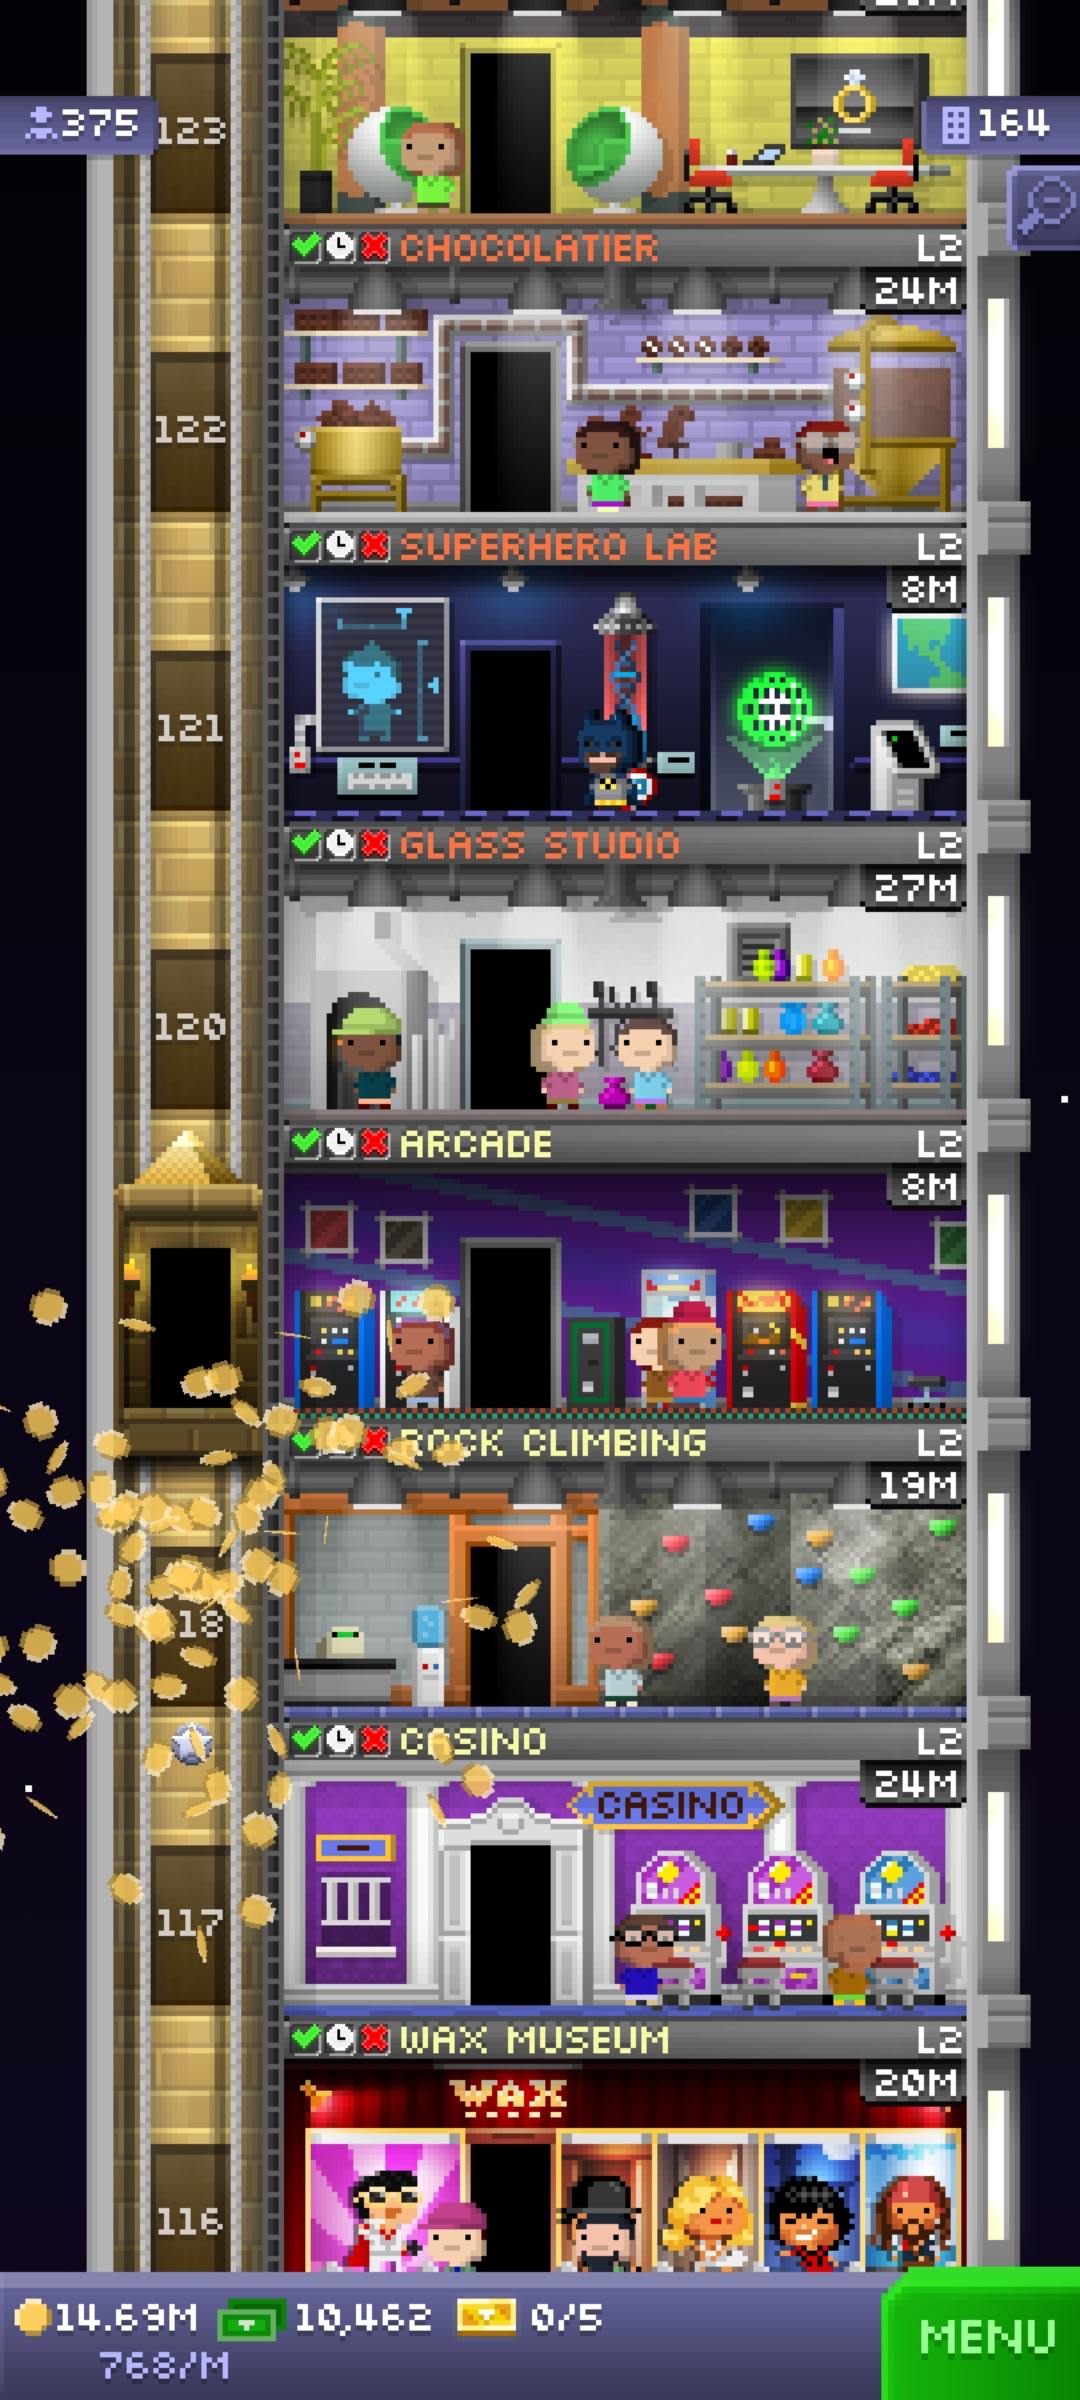 375
123
164
CHOCOLATIER L2
24M
122
SUPERHERO LAB L2
8M
121
GLASS STUDIO L2
27M
120
ARCADE L2
8M
ROCK CLIMBING L2
19M
18
CASINO L2
24M
CASINO
117
WAX MUSEUM L2
20M
WAX
116
14.69M 10,462 0/5
768/M
MENU